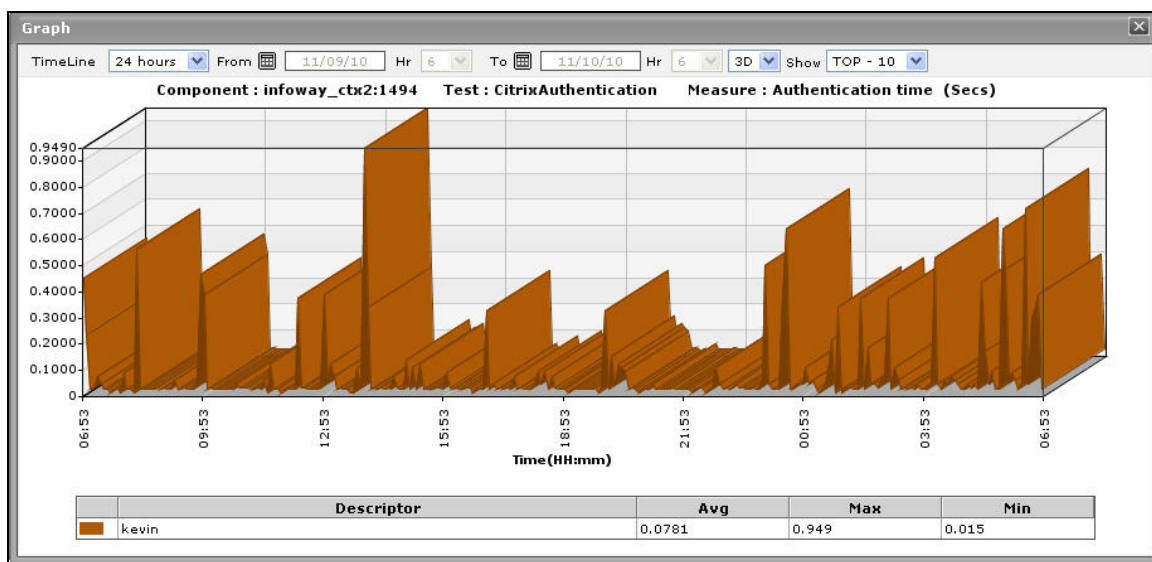 Graph
TimeLine 24 hours From 11/09/10 Hr 6 To 11/10/10 Hr 6 3D Show TOP - 10
Component : infoway_ctx2:1494 Test : CitrixAuthentication Measure : Authentication time (Secs)
0.9490
0.9000
0.8000
0.7000
0.6000
0.5000
0.4000
0.3000
0.2000
0.1000
0
06:53 09:53 12:53 15:53 18:53 21:53 00:53 03:53 06:53
Time(HH:mm)
Descriptor Avg Max Min
kevin 0.0781 0.949 0.015